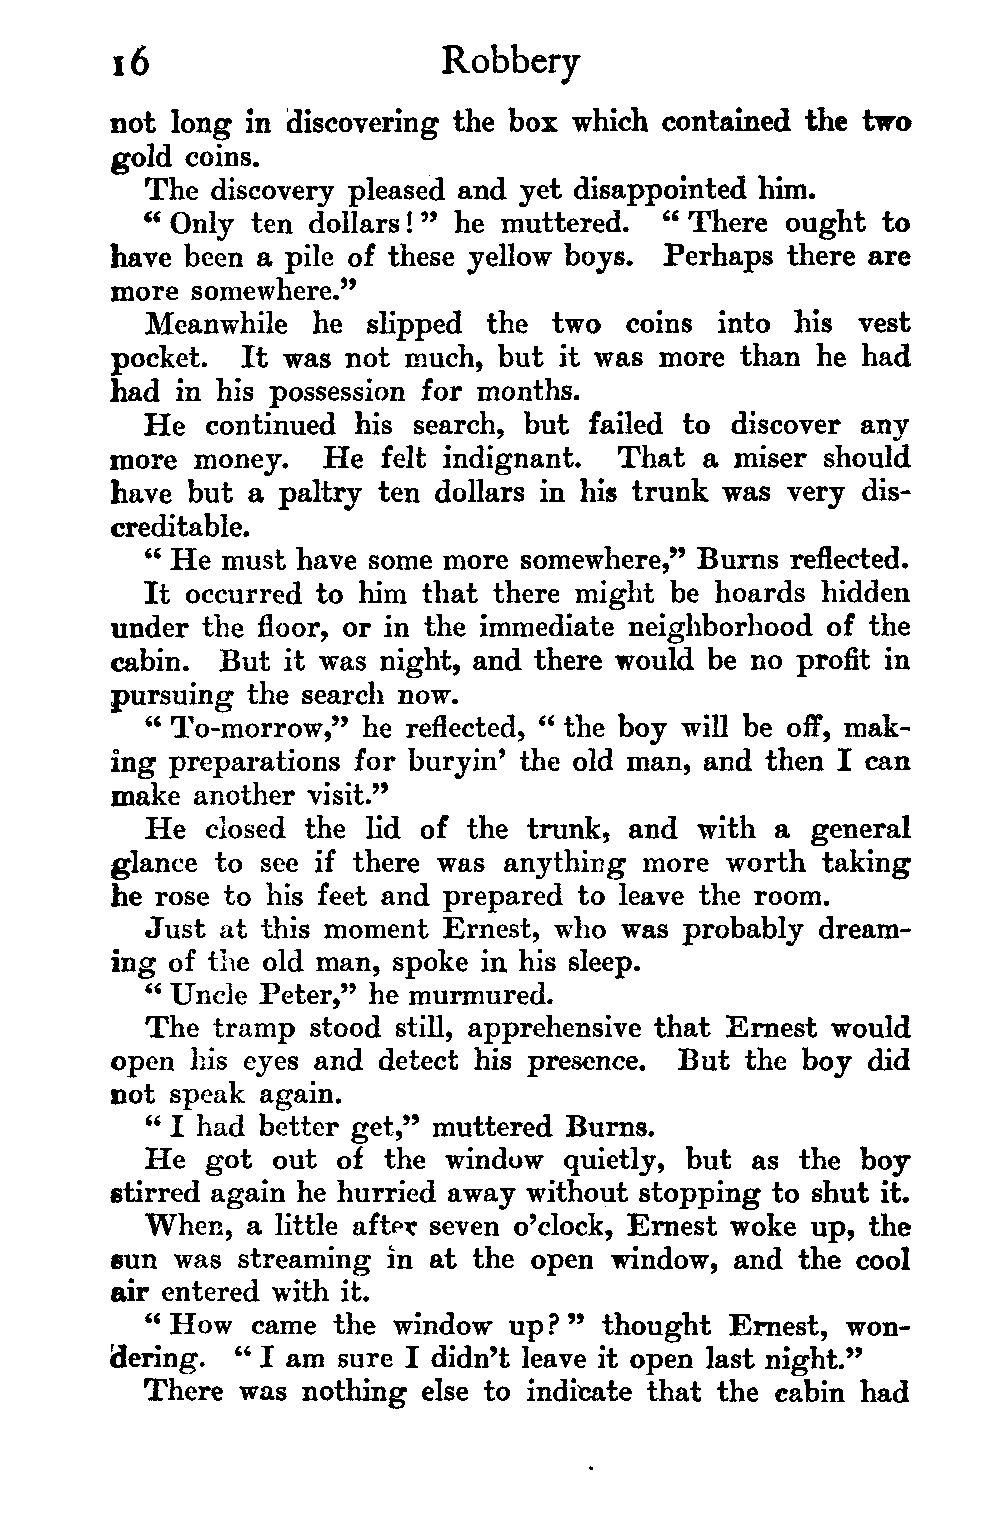 16 Robbery
not long in discovering the box which contained the two
gold coins.
The discovery pleased and yet disappointed him.
“ Only ten dollars! ” he muttered. “ There ought to
have been a pile of these yellow boys. Perhaps there are
more somewhere.”
Meanwhile he slipped the two coins into his vest
pocket. It was not much, but it was more than he had
had in his possession for months.
He continued his search, but failed to discover any
more money. He felt indignant. That a miser should
have but a paltry ten dollars in his trunk was very dis-
creditable.
“ He must have some more somewhere,” Burns reflected.
It occurred to him that there might be hoards hidden
under the floor, or in the immediate neighborhood of the
cabin. But it was night, and there would be no profit in
pursuing the search now.
“ To-morrow,” he reflected, “ the boy will be off, mak-
ing preparations for buryin’ the old man, and then I can
make another visit.”
He closed the lid of the trunk, and with a general
glance to see if there was anything more worth taking
he rose to his feet and prepared to leave the room.
Just at this moment Ernest, who was probably dream-
ing of the old man, spoke in his sleep.
“ Uncle Peter,” he murmured.
The tramp stood still, apprehensive that Ernest would
open his eyes and detect his presence. But the boy did
not speak again.
“ I had better get,” muttered Burns.
He got out of the window quietly, but as the boy
stirred again he hurried away without stopping to shut it.
When, a little after seven o’clock, Ernest woke up, the
sun was streaming in at the open window, and the cool
air entered with it.
“ How came the window up? ” thought Ernest, won-
dering. “ I am sure I didn’t leave it open last night.”
There was nothing else to indicate that the cabin had